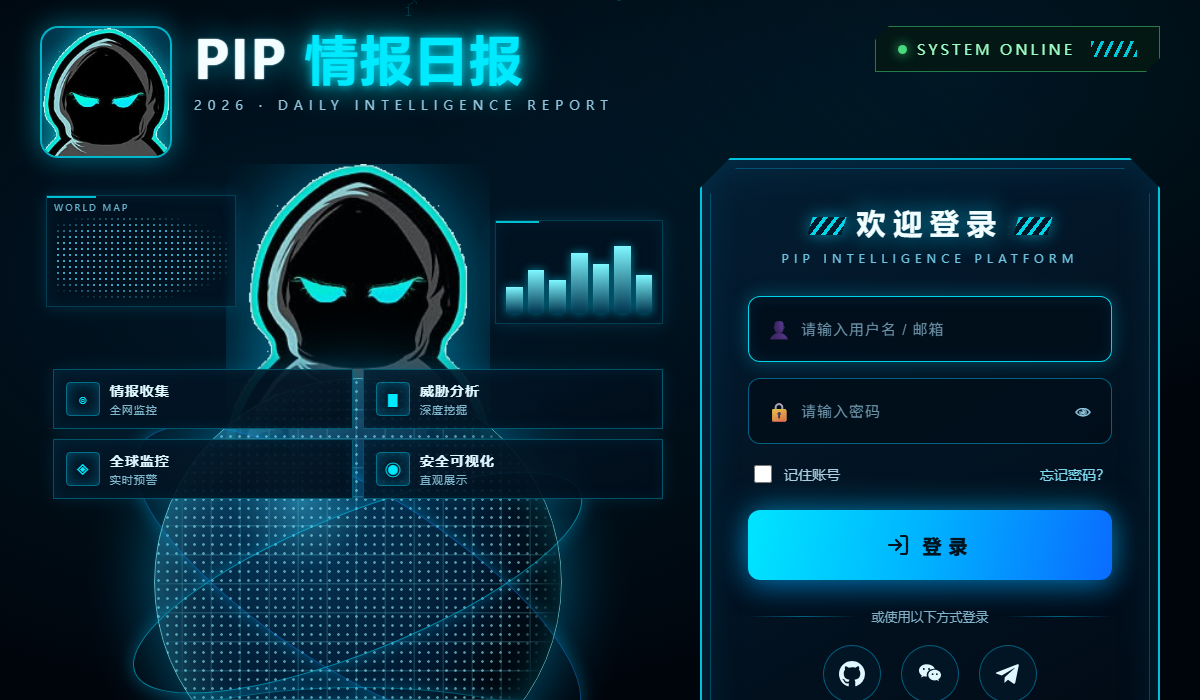 PIP 情报日报
2026 · DAILY INTELLIGENCE REPORT
SYSTEM ONLINE
WORLD MAP
情报收集
全网监控
威胁分析
深度挖掘
全球监控
实时预警
安全可视化
直观展示
欢迎登录
PIP INTELLIGENCE PLATFORM
请输入用户名 / 邮箱
请输入密码
记住账号
忘记密码?
登录
或使用以下方式登录